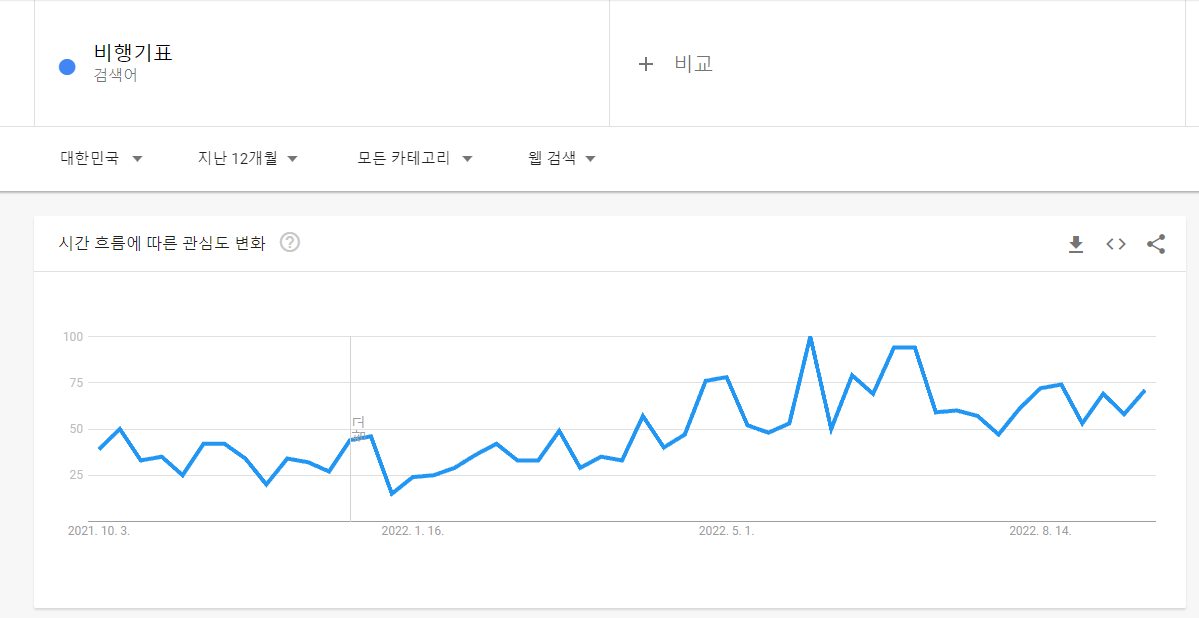 비행기표
검색어
+ 비교
대한민국 지난 12개월 모든 카테고리 웹 검색
시간 흐름에 따른 관심도 변화 ?
100
75
50
25
2021. 10. 3. 2022. 1. 16. 2022. 5. 1. 2022. 8. 14.